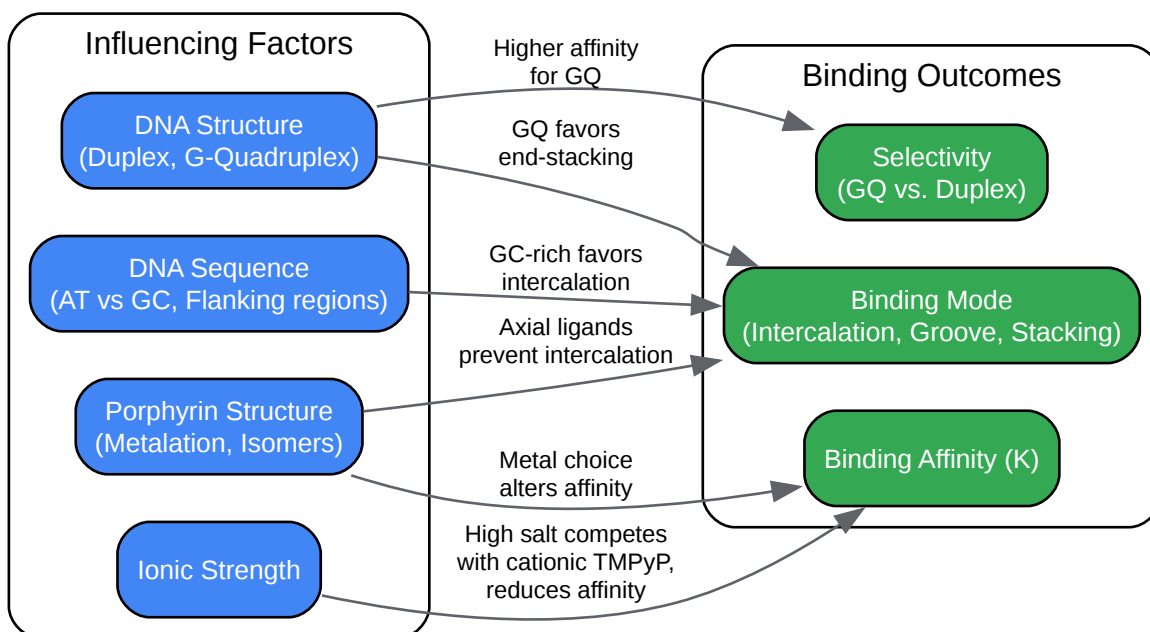 Influencing Factors
DNA Structure
(Duplex, G-Quadruplex)
DNA Sequence
(AT vs GC, Flanking regions)
Porphyrin Structure
(Metalation, Isomers)
Ionic Strength
Higher affinity
for GQ
GQ favors
end-stacking
GC-rich favors
intercalation
Axial ligands
prevent intercalation
Metal choice
alters affinity
High salt competes
with cationic TMPyP,
reduces affinity
Binding Outcomes
Selectivity
(GQ vs. Duplex)
Binding Mode
(Intercalation, Groove, Stacking)
Binding Affinity (K)